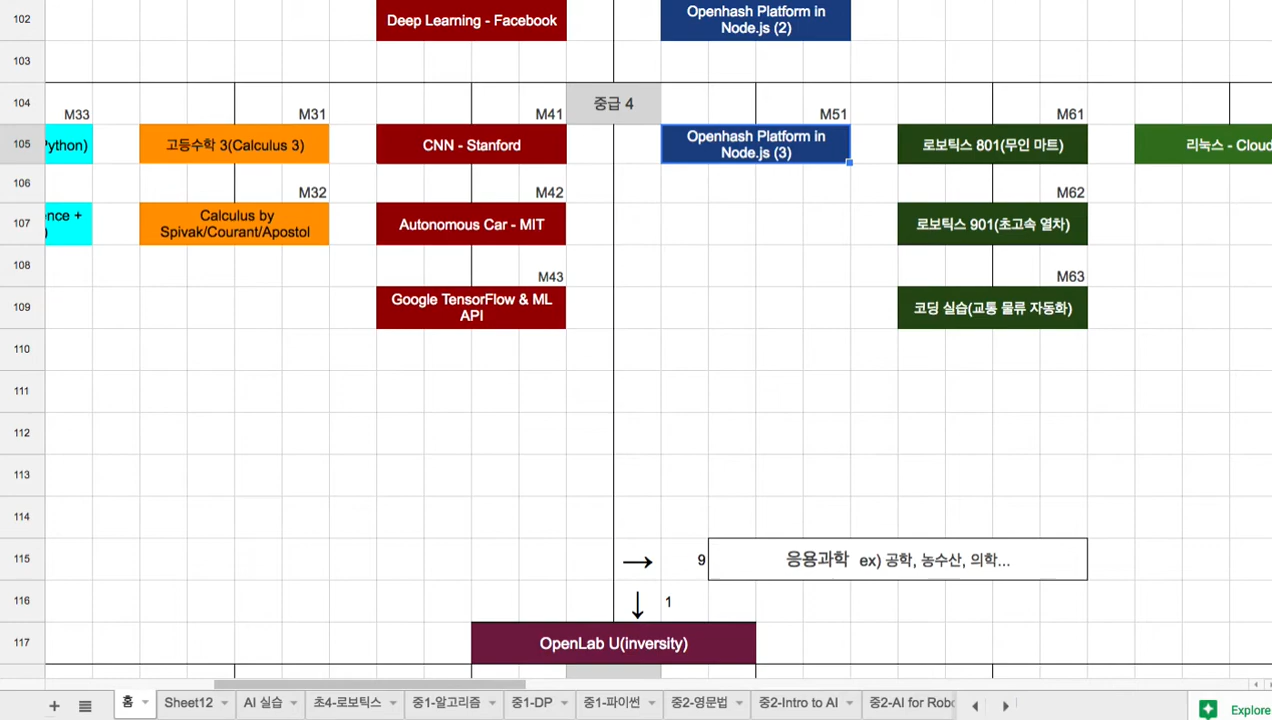 102
Deep Learning - Facebook
Openhash Platform in
Node.js (2)
103
104
M33
M31
M41
중급 4
M51
M61
105
Python)
고등수학 3(Calculus 3)
CNN - Stanford
Openhash Platform in
Node.js (3)
로보틱스 801(무인 마트)
리눅스 - Cloud
106
M32
M42
M62
107
ence +
)
Calculus by
Spivak/Courant/Apostol
Autonomous Car - MIT
로보틱스 901(초고속 열차)
108
M43
M63
109
Google TensorFlow & ML
API
코딩 실습(교통 물류 자동화)
110
111
112
113
114
115
→ 9 응용과학 ex) 공학, 농수산, 의학...
116
↓ 1
117
OpenLab U(inversity)
+ 홈 Sheet12 AI 실습 초4-로보틱스 중1-알고리즘 중1-DP 중1-파이썬 중2-영문법 중2-Intro to AI 중2-AI for Robo Explore